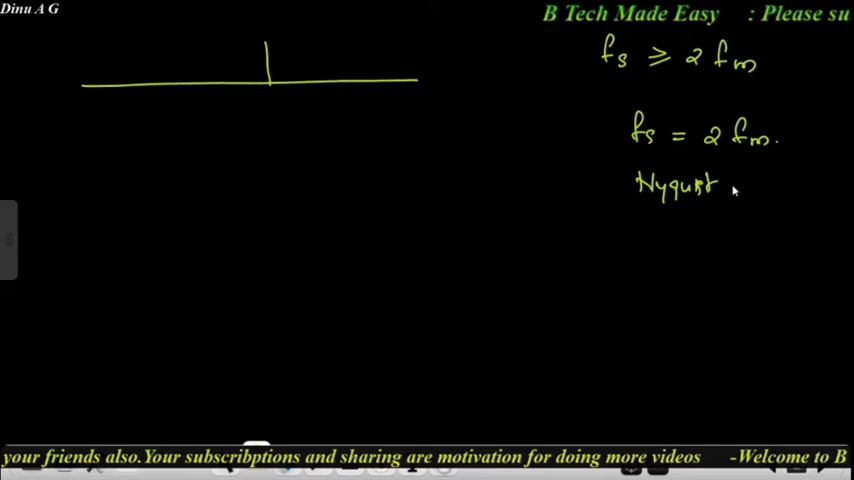 Dinu A G
B Tech Made Easy : Please su
fs ≥ 2 fm
fs = 2 fm.
Nyquist
your friends also.Your subscribptions and sharing are motivation for doing more videos -Welcome to B